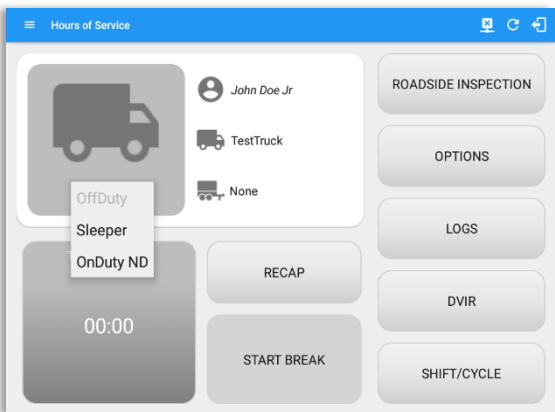 Hours of Service
John Doe Jr
TestTruck
None
OffDuty
Sleeper
OnDuty ND
00:00
RECAP
START BREAK
ROADSIDE INSPECTION
OPTIONS
LOGS
DVIR
SHIFT/CYCLE